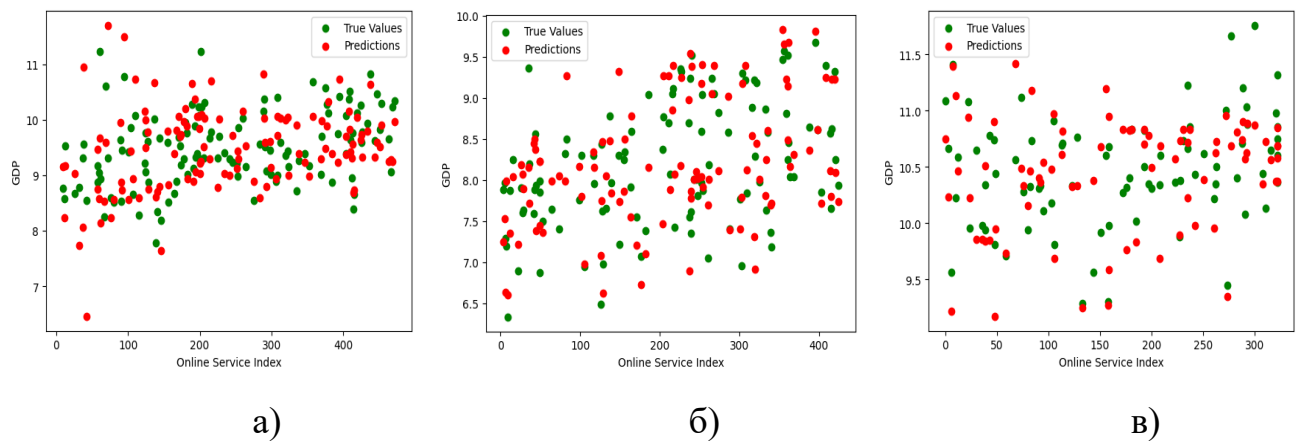 True Values
Predictions
GDP
11
10
9
8
7
0 100 200 300 400
Online Service Index
а)
True Values
Predictions
GDP
10.0
9.5
9.0
8.5
8.0
7.5
7.0
6.5
0 100 200 300 400
Online Service Index
б)
True Values
Predictions
GDP
11.5
11.0
10.5
10.0
9.5
0 50 100 150 200 250 300
Online Service Index
в)